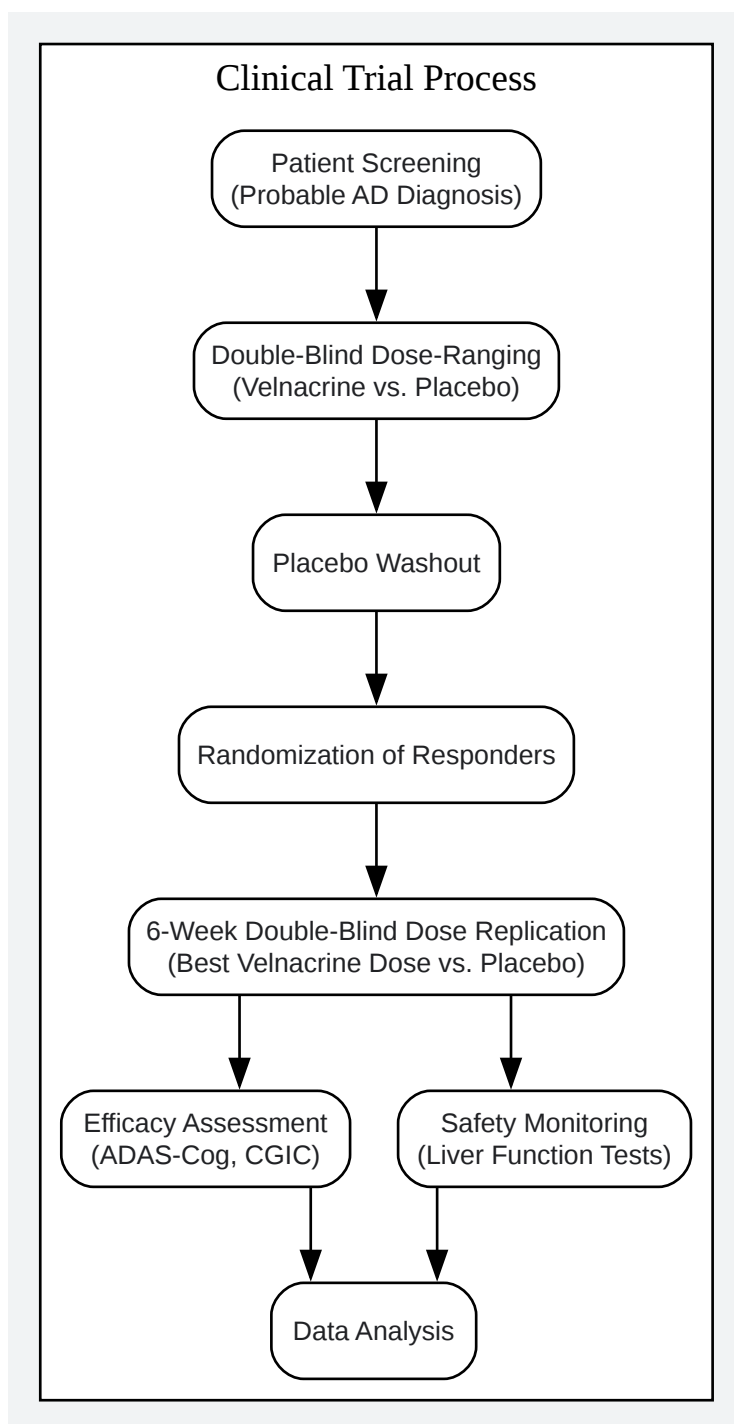 Clinical Trial Process
Patient Screening
(Probable AD Diagnosis)
Double-Blind Dose-Ranging
(Velnacrine vs. Placebo)
Placebo Washout
Randomization of Responders
6-Week Double-Blind Dose Replication
(Best Velnacrine Dose vs. Placebo)
Efficacy Assessment
(ADAS-Cog, CGIC)
Safety Monitoring
(Liver Function Tests)
Data Analysis